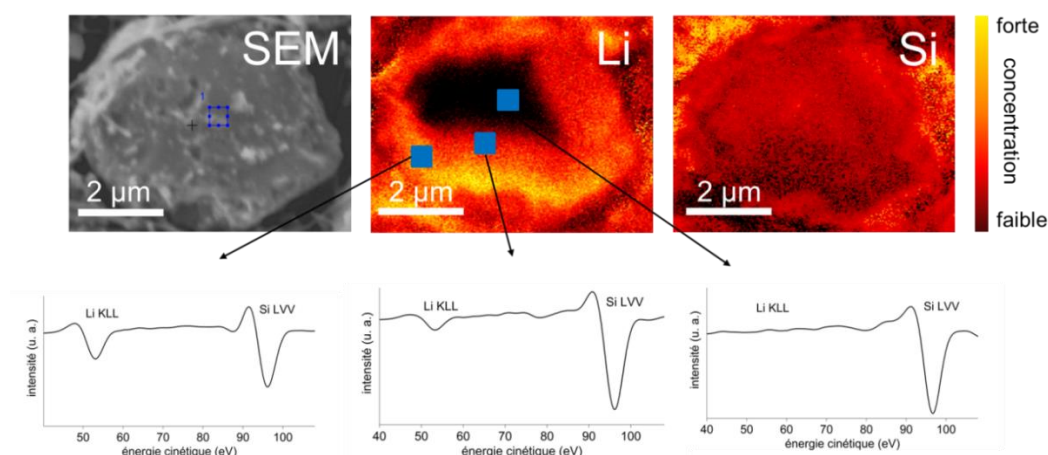 SEM
1
2 µm
Li
2 µm
Si
2 µm
forte
concentration
faible
Li KLL
Si LVV
intensité (u. a.)
50 60 70 80 90 100
énergie cinétique (eV)
Li KLL
Si LVV
intensité (u. a.)
40 50 60 70 80 90 100
énergie cinétique (eV)
Li KLL
Si LVV
intensité (u. a.)
40 50 60 70 80 90 100
énergie cinétique (eV)